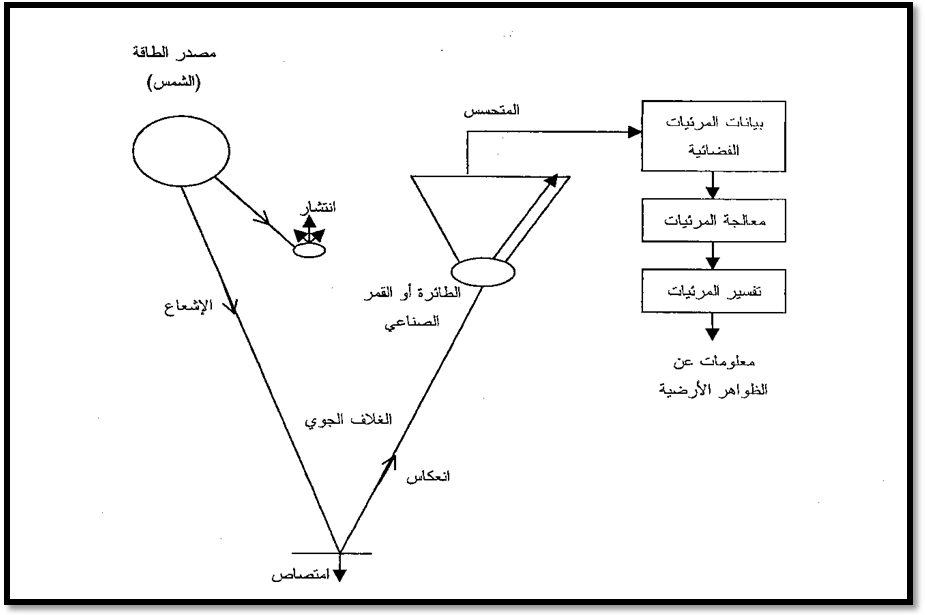 مصدر الطاقة
(الشمس)
انتشار
الإشعاع
المتحسس
الطائرة أو القمر
الصناعي
الغلاف الجوي
انعكاس
امتصاص
بيانات المرئيات
الفضائية
معالجة المرئيات
تفسير المرئيات
معلومات عن
الظواهر الأرضية